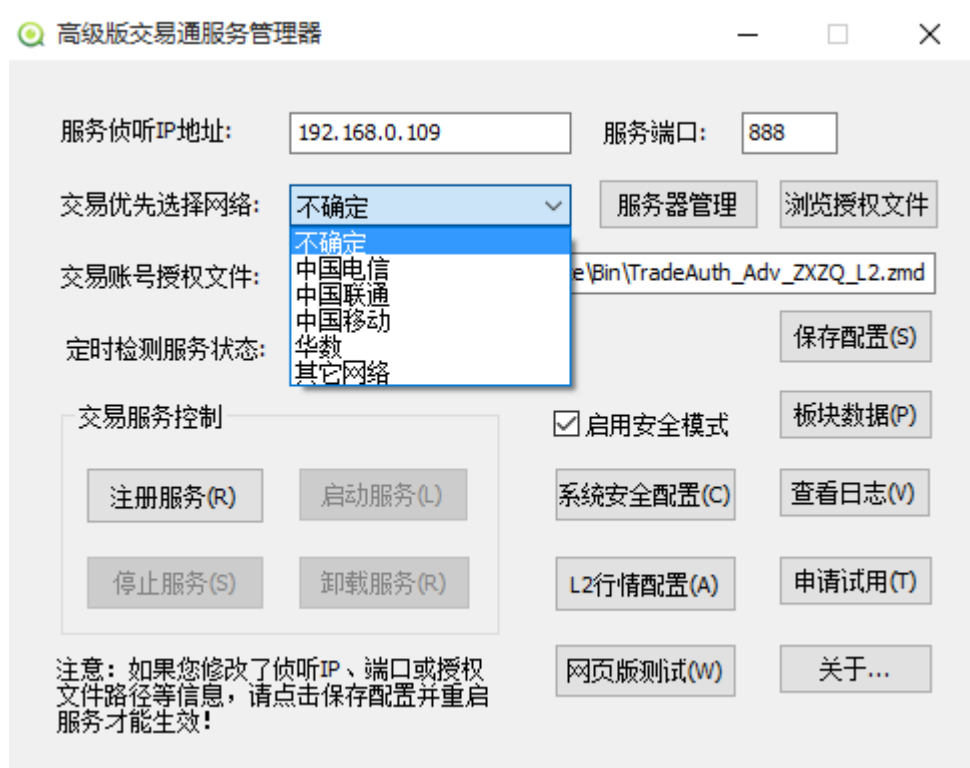 高级版交易通服务管理器
服务侦听IP地址: 192.168.0.109 服务端口: 888
交易优先选择网络: 不确定 服务器管理 浏览授权文件
不确定
中国电信
中国联通
中国移动
华数
其它网络
交易账号授权文件: e\Bin\TradeAuth_Adv_ZXZQ_L2.zmd
定时检测服务状态: 保存配置(S)
交易服务控制
启用安全模式 板块数据(P)
注册服务(R) 启动服务(L) 系统安全配置(C) 查看日志(V)
停止服务(S) 卸载服务(R) L2行情配置(A) 申请试用(T)
注意：如果您修改了侦听IP、端口或授权
文件路径等信息，请点击保存配置并重启
服务才能生效!
网页版测试(W) 关于...